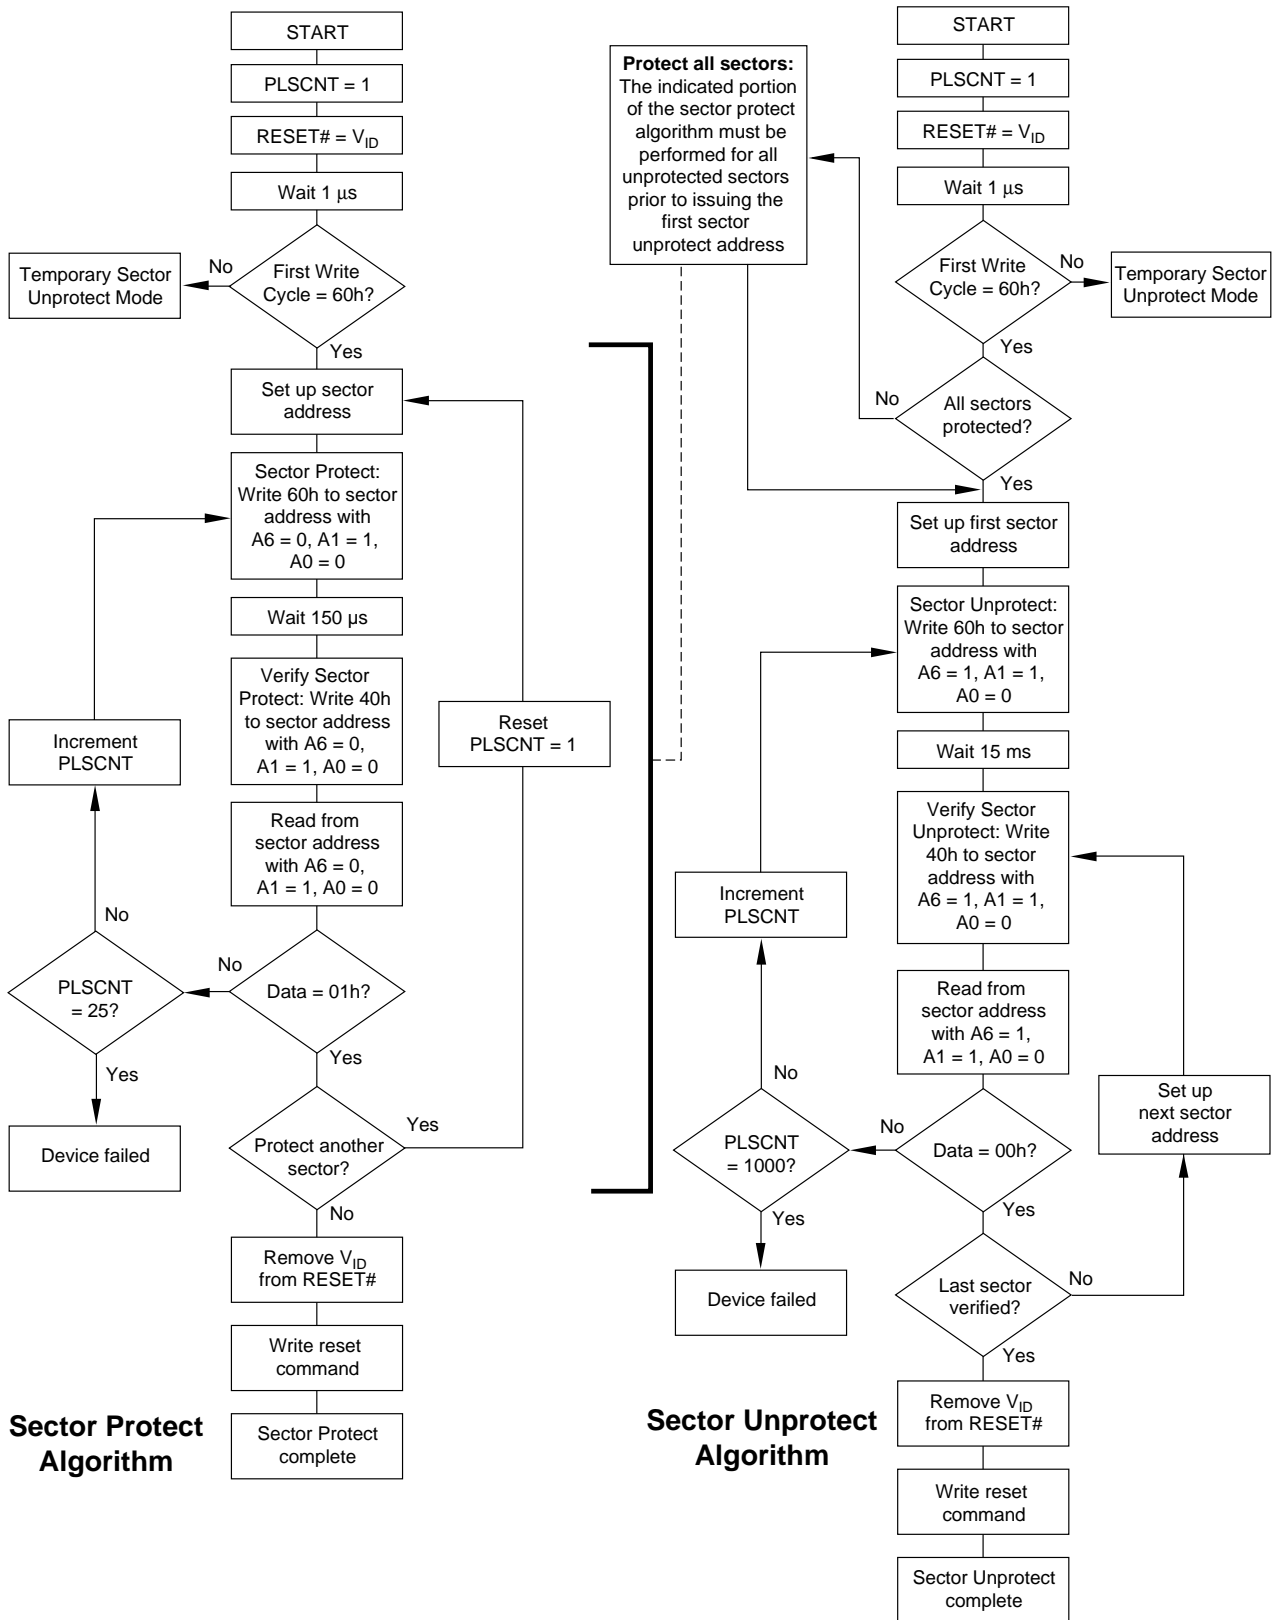 START
PLSCNT = 1
RESET# = VID
Wait 1 μs
First Write
Cycle = 60h?
No
Temporary Sector
Unprotect Mode
Yes
Set up sector
address
Sector Protect:
Write 60h to sector
address with
A6 = 0, A1 = 1,
A0 = 0
Wait 150 µs
Verify Sector
Protect: Write 40h
to sector address
with A6 = 0,
A1 = 1, A0 = 0
Read from
sector address
with A6 = 0,
A1 = 1, A0 = 0
Data = 01h?
No
PLSCNT
= 25?
No
Increment
PLSCNT
Yes
Device failed
Yes
Protect another
sector?
Yes
Reset
PLSCNT = 1
No
Remove VID
from RESET#
Write reset
command
Sector Protect
complete
Sector Protect
Algorithm
Protect all sectors:
The indicated portion
of the sector protect
algorithm must be
performed for all
unprotected sectors
prior to issuing the
first sector
unprotect address
START
PLSCNT = 1
RESET# = VID
Wait 1 μs
First Write
Cycle = 60h?
No
Temporary Sector
Unprotect Mode
Yes
All sectors
protected?
No
Yes
Set up first sector
address
Sector Unprotect:
Write 60h to sector
address with
A6 = 1, A1 = 1,
A0 = 0
Wait 15 ms
Verify Sector
Unprotect: Write
40h to sector
address with
A6 = 1, A1 = 1,
A0 = 0
Read from
sector address
with A6 = 1,
A1 = 1, A0 = 0
Data = 00h?
No
PLSCNT
= 1000?
No
Increment
PLSCNT
Yes
Device failed
Yes
Last sector
verified?
No
Set up
next sector
address
Yes
Remove VID
from RESET#
Write reset
command
Sector Unprotect
complete
Sector Unprotect
Algorithm